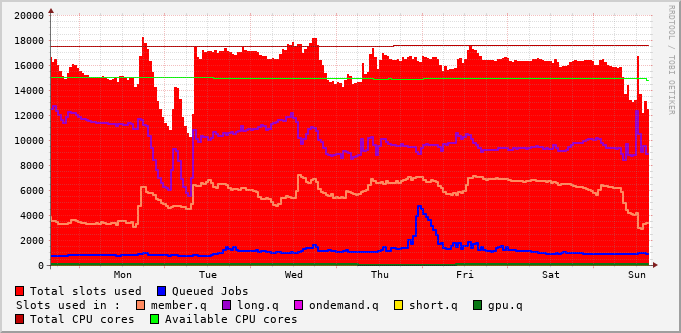 20000
18000
16000
14000
12000
10000
8000
6000
4000
2000
0
Mon Tue Wed Thu Fri Sat Sun
RRDTOOL / TOBI OETIKER
Total slots used Queued Jobs
Slots used in : member.q long.q ondemand.q short.q gpu.q
Total CPU cores Available CPU cores